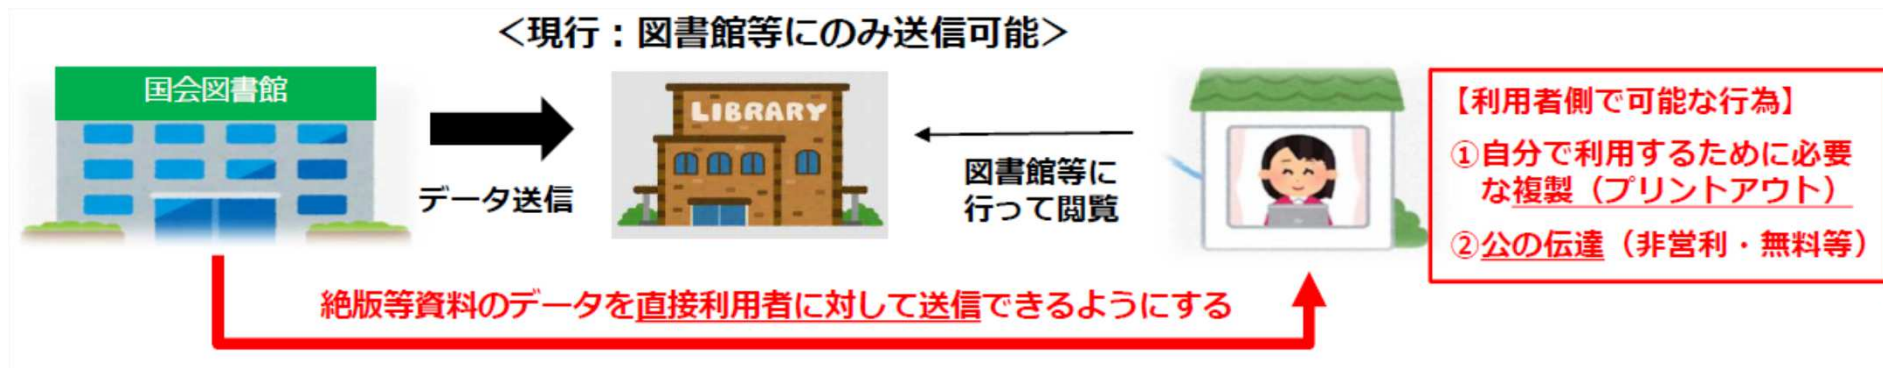 ＜現行：図書館等にのみ送信可能＞
国会図書館
データ送信
LIBRARY
図書館等に
行って閲覧
【利用者側で可能な行為】
①自分で利用するために必要
な複製（プリントアウト）
②公の伝達（非営利・無料等）
絶版等資料のデータを直接利用者に対して送信できるようにする